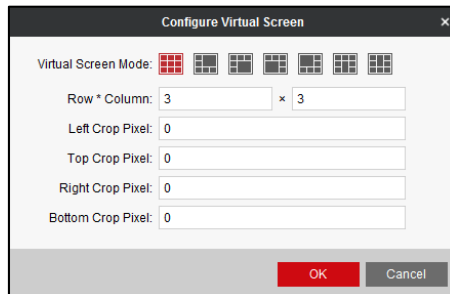 Configure Virtual Screen ×
Virtual Screen Mode:
Row * Column: 3 × 3
Left Crop Pixel: 0
Top Crop Pixel: 0
Right Crop Pixel: 0
Bottom Crop Pixel: 0
OK Cancel